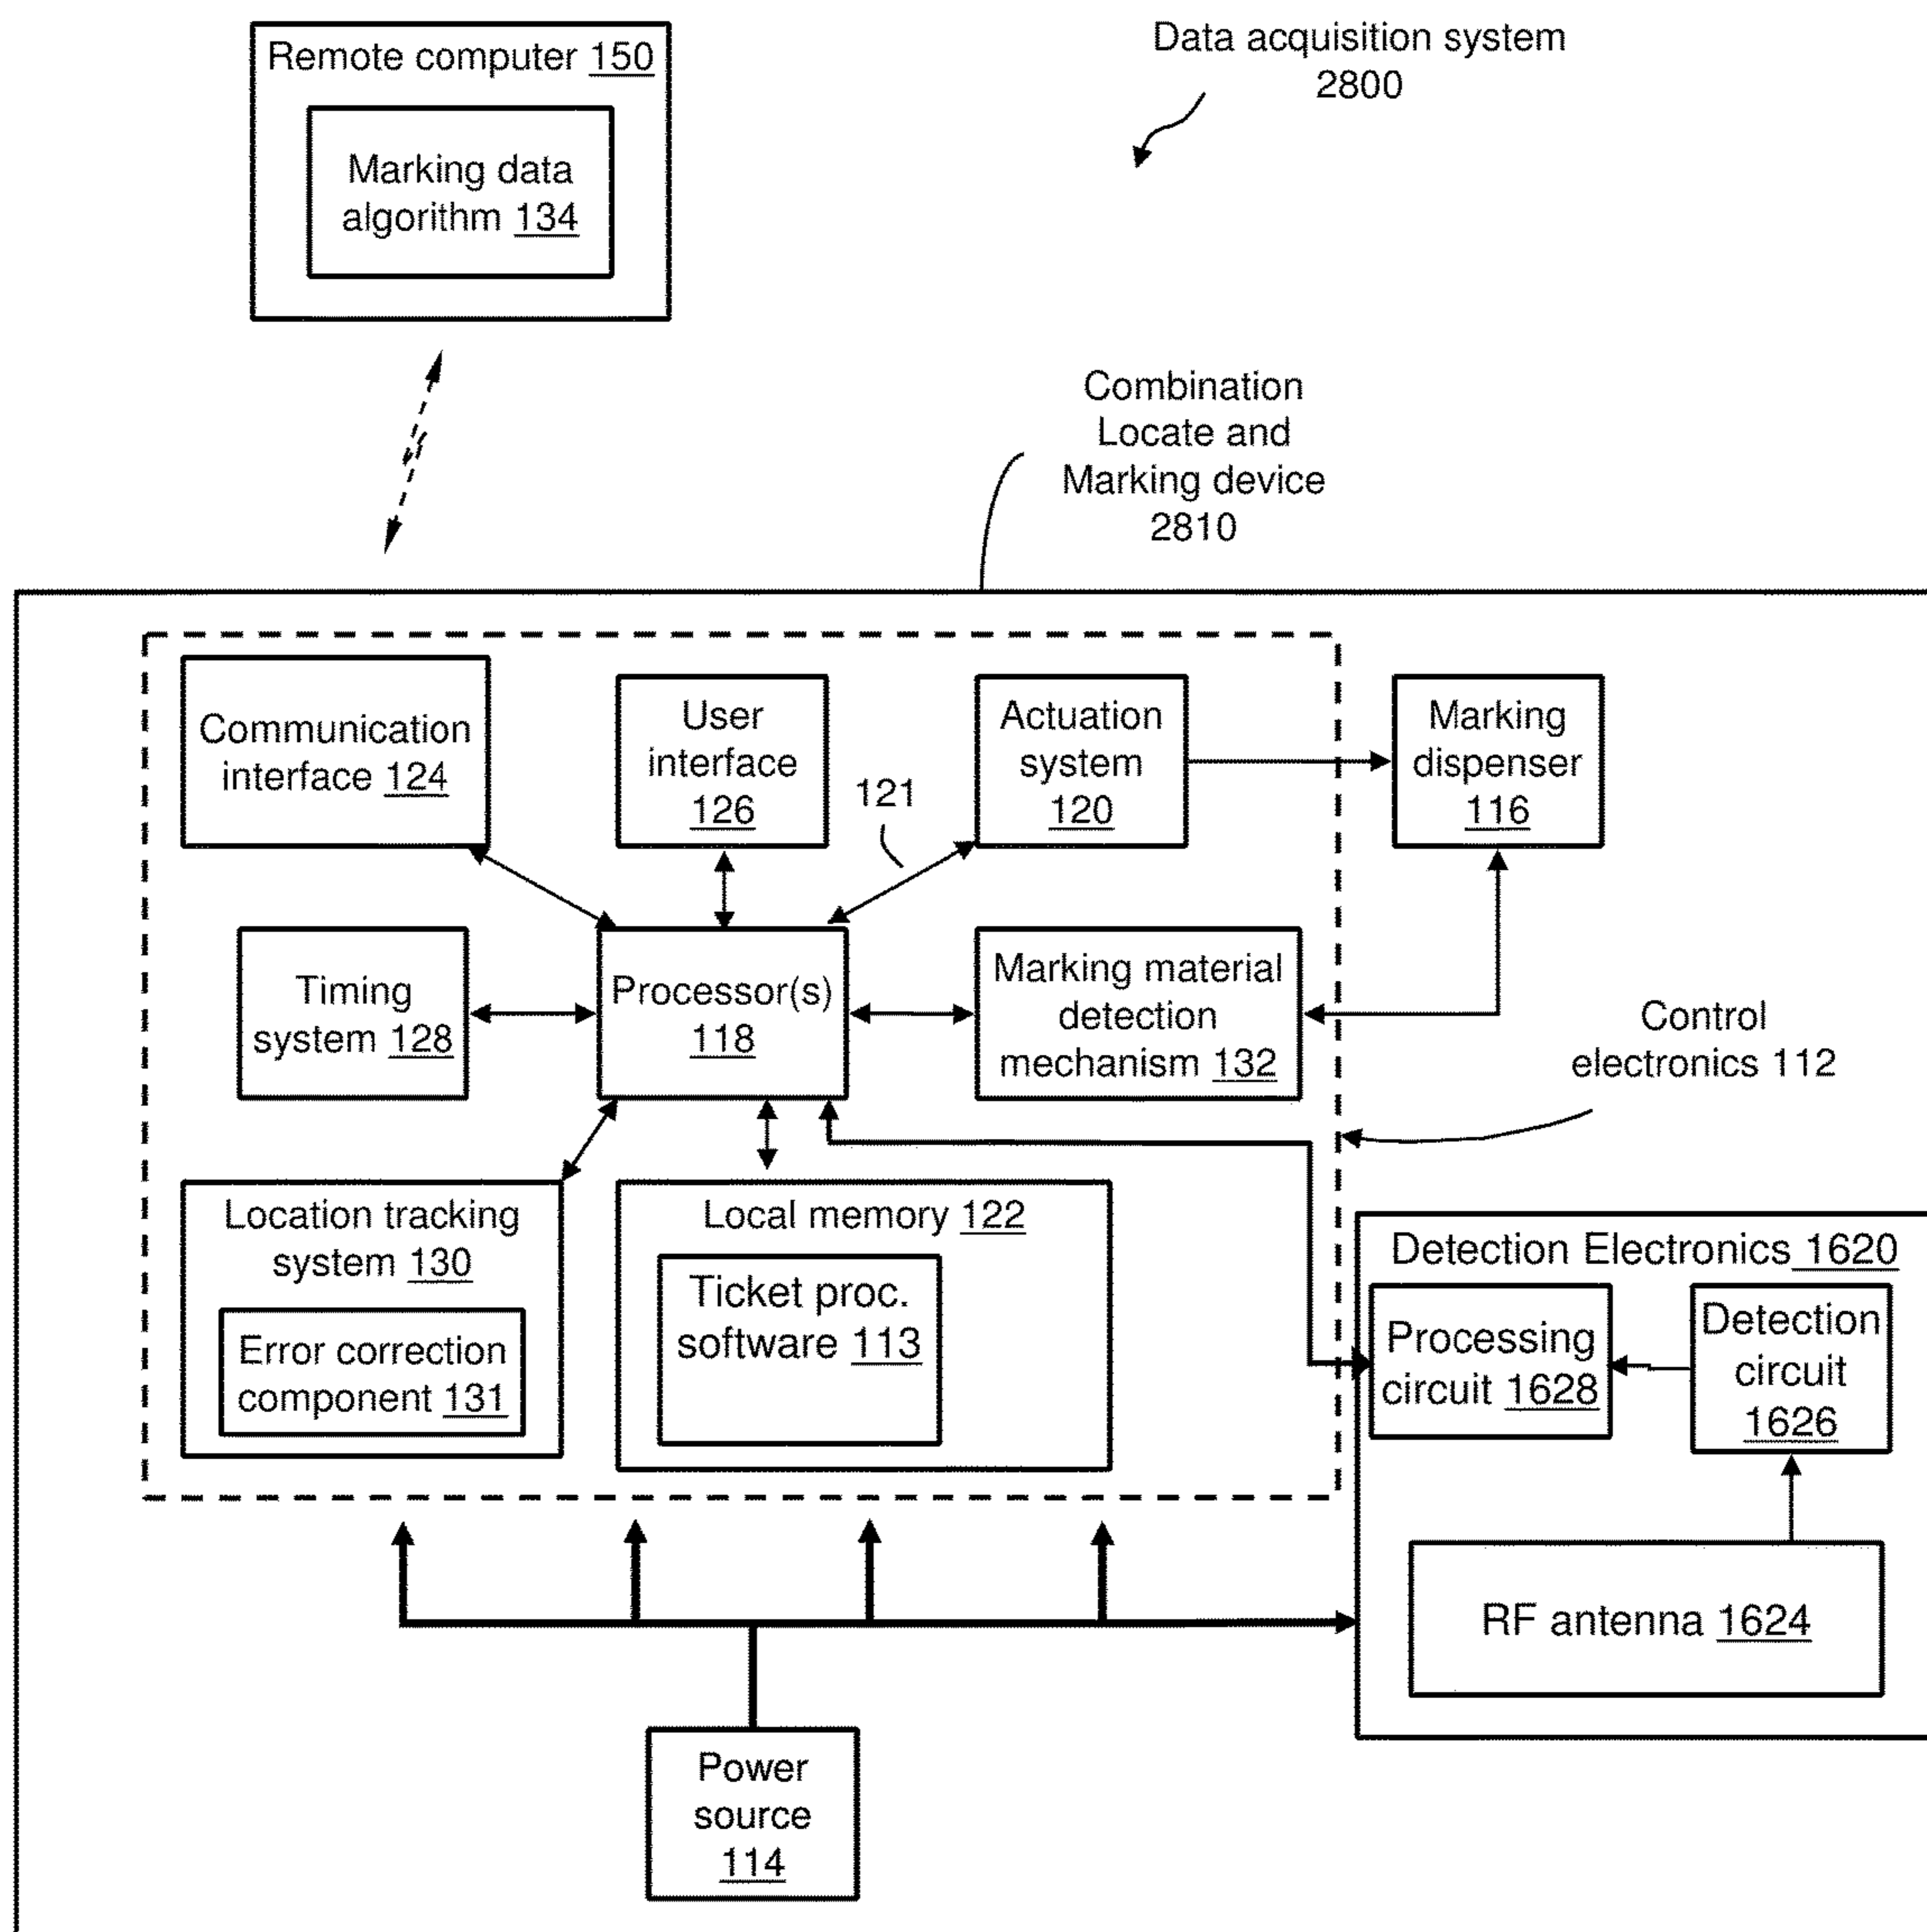 Remote computer 150
Marking data
algorithm 134
Data acquisition system
2800
Combination
Locate and
Marking device
2810
Communication
interface 124
User
interface
126
Actuation
system
120
Marking
dispenser
116
121
Timing
system 128
Processor(s)
118
Marking material
detection
mechanism 132
Control
electronics 112
Location tracking
system 130
Error correction
component 131
Local memory 122
Ticket proc.
software 113
Detection Electronics 1620
Processing
circuit 1628
Detection
circuit
1626
RF antenna 1624
Power
source
114